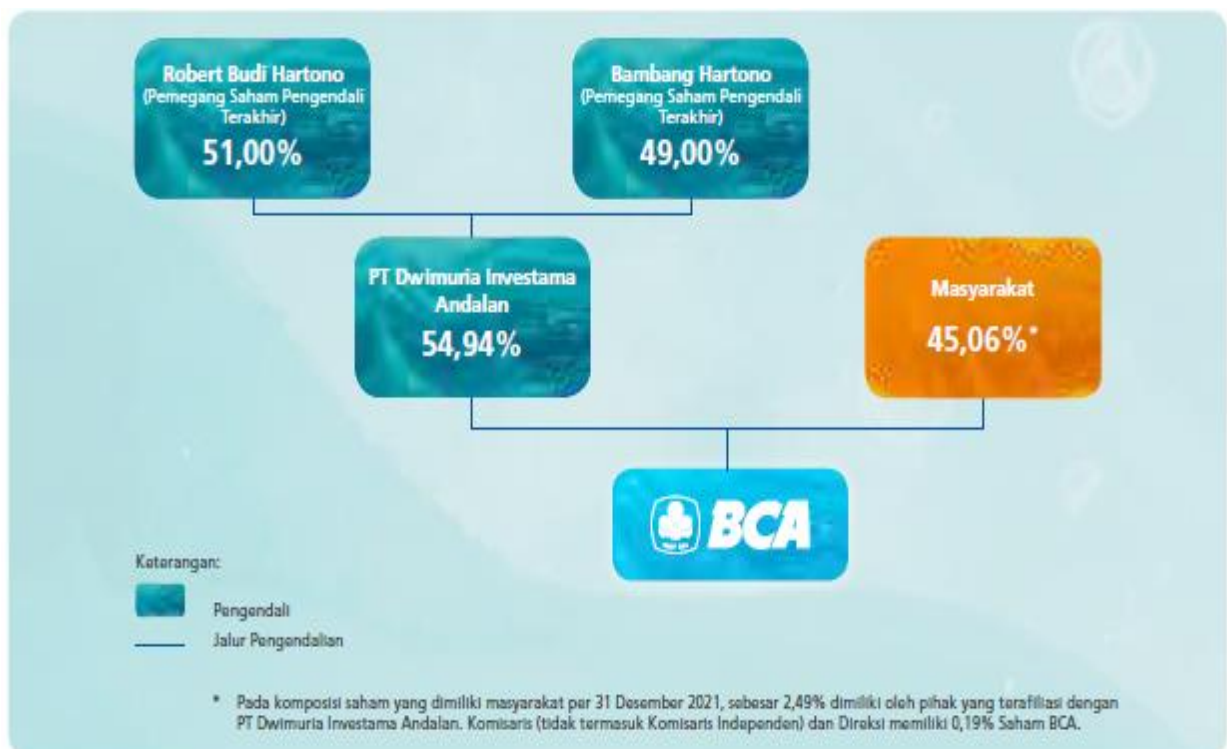 Robert Budi Hartono
(Pemegang Saham Pengendali
Terakhir)
51,00%
Bambang Hartono
(Pemegang Saham Pengendali
Terakhir)
49,00%
PT Dwimuria Investama
Andalan
54,94%
Masyarakat
45,06%*
BCA
Keterangan:
Pengendali
Jalur Pengendalian
* Pada komposisi saham yang dimiliki masyarakat per 31 Desember 2021, sebesar 2,49% dimiliki oleh pihak yang terafiliasi dengan
PT Dwimuria Investama Andalan. Komisaris (tidak termasuk Komisaris Independen) dan Direksi memiliki 0,19% Saham BCA.